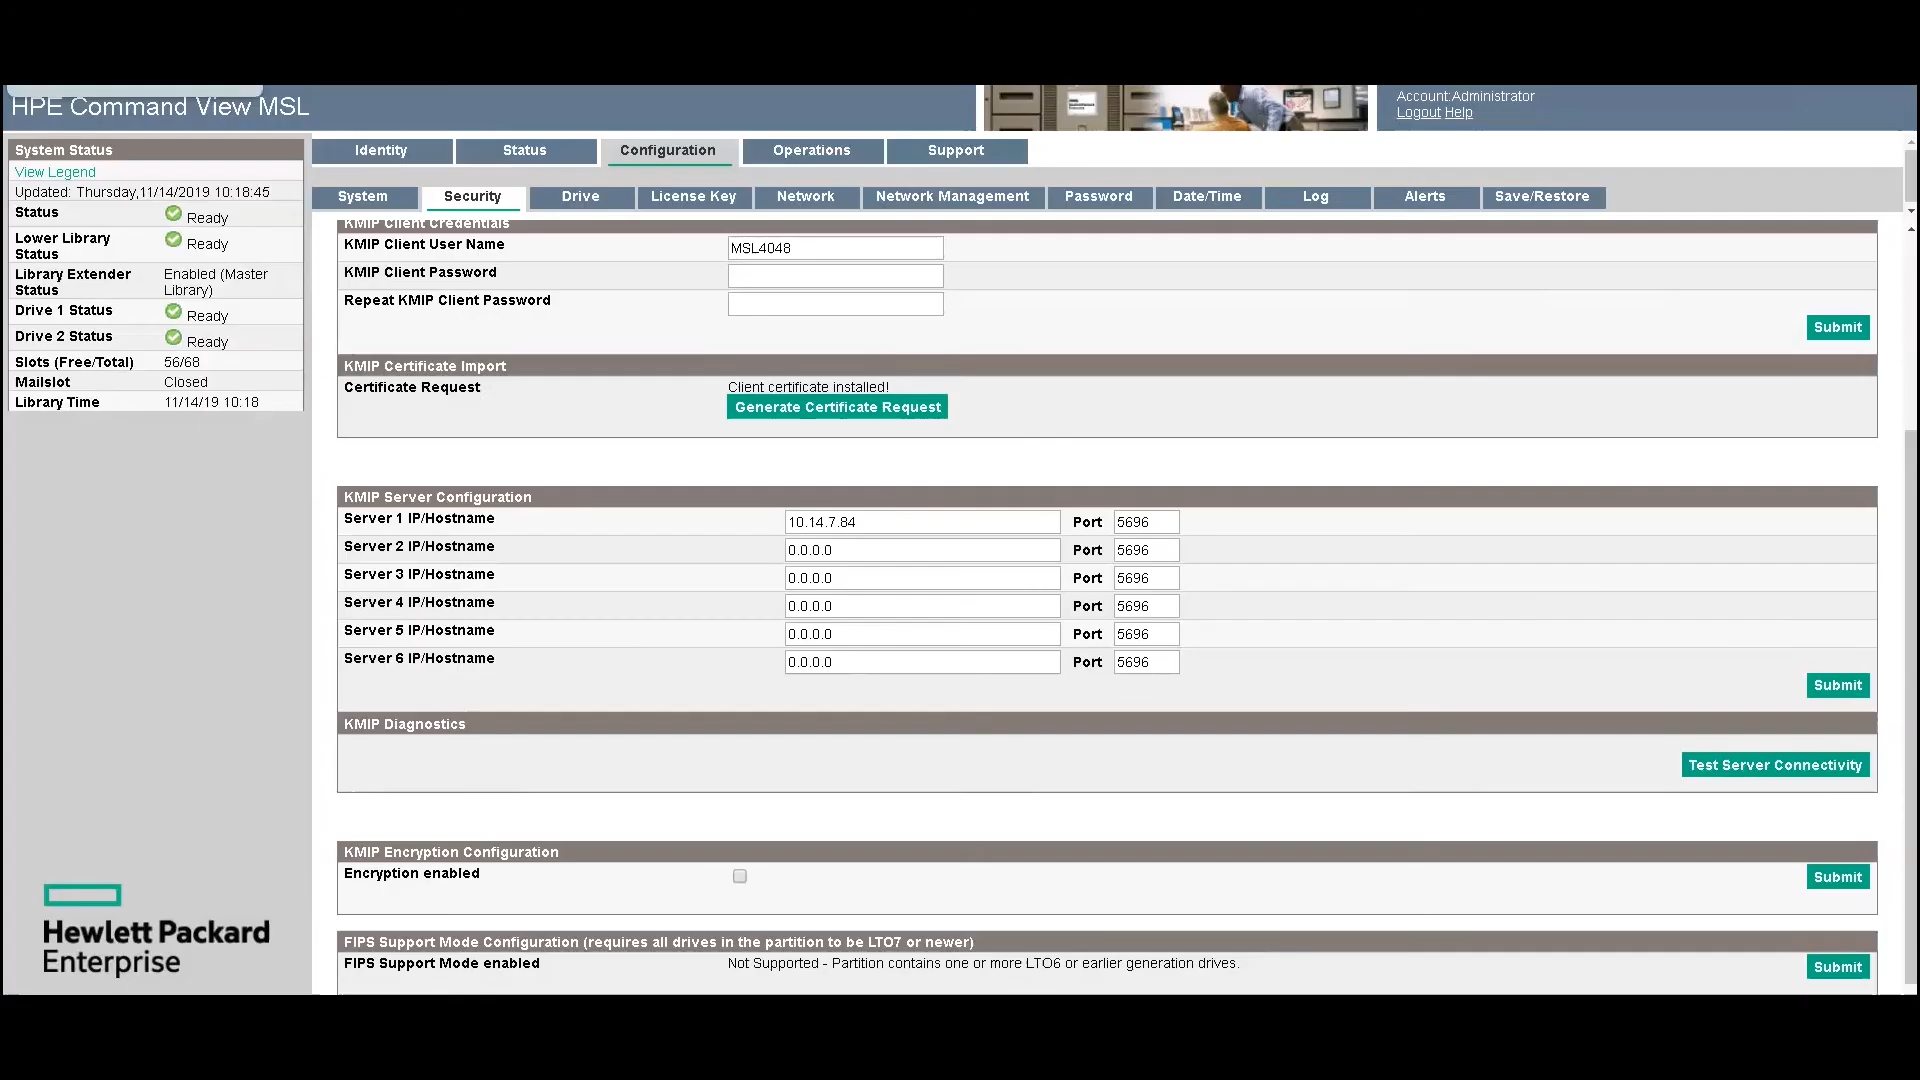 HPE Command View MSL
Account:Administrator
Logout Help
System Status
View Legend
Updated: Thursday,11/14/2019 10:18:45
Status Ready
Lower Library Status Ready
Library Extender Status Enabled (Master Library)
Drive 1 Status Ready
Drive 2 Status Ready
Slots (Free/Total) 56/68
Mailslot Closed
Library Time 11/14/19 10:18
Hewlett Packard
Enterprise
Identity Status Configuration Operations Support
System Security Drive License Key Network Network Management Password Date/Time Log Alerts Save/Restore
KMIP Client Credentials
KMIP Client User Name MSL4048
KMIP Client Password
Repeat KMIP Client Password
Submit
KMIP Certificate Import
Certificate Request Client certificate installed!
Generate Certificate Request
KMIP Server Configuration
Server 1 IP/Hostname 10.14.7.84 Port 5696
Server 2 IP/Hostname 0.0.0.0 Port 5696
Server 3 IP/Hostname 0.0.0.0 Port 5696
Server 4 IP/Hostname 0.0.0.0 Port 5696
Server 5 IP/Hostname 0.0.0.0 Port 5696
Server 6 IP/Hostname 0.0.0.0 Port 5696
Submit
KMIP Diagnostics
Test Server Connectivity
KMIP Encryption Configuration
Encryption enabled Submit
FIPS Support Mode Configuration (requires all drives in the partition to be LTO7 or newer)
FIPS Support Mode enabled Not Supported - Partition contains one or more LTO6 or earlier generation drives. Submit